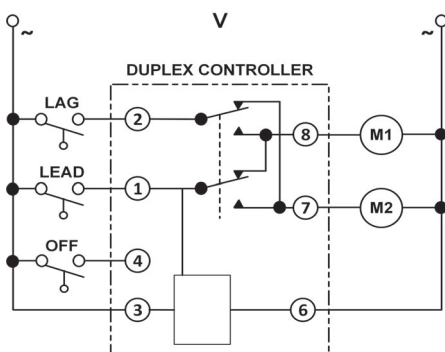 V
~ ~
DUPLEX CONTROLLER
LAG
2
8 M1
LEAD
1
7 M2
OFF
4
3 6